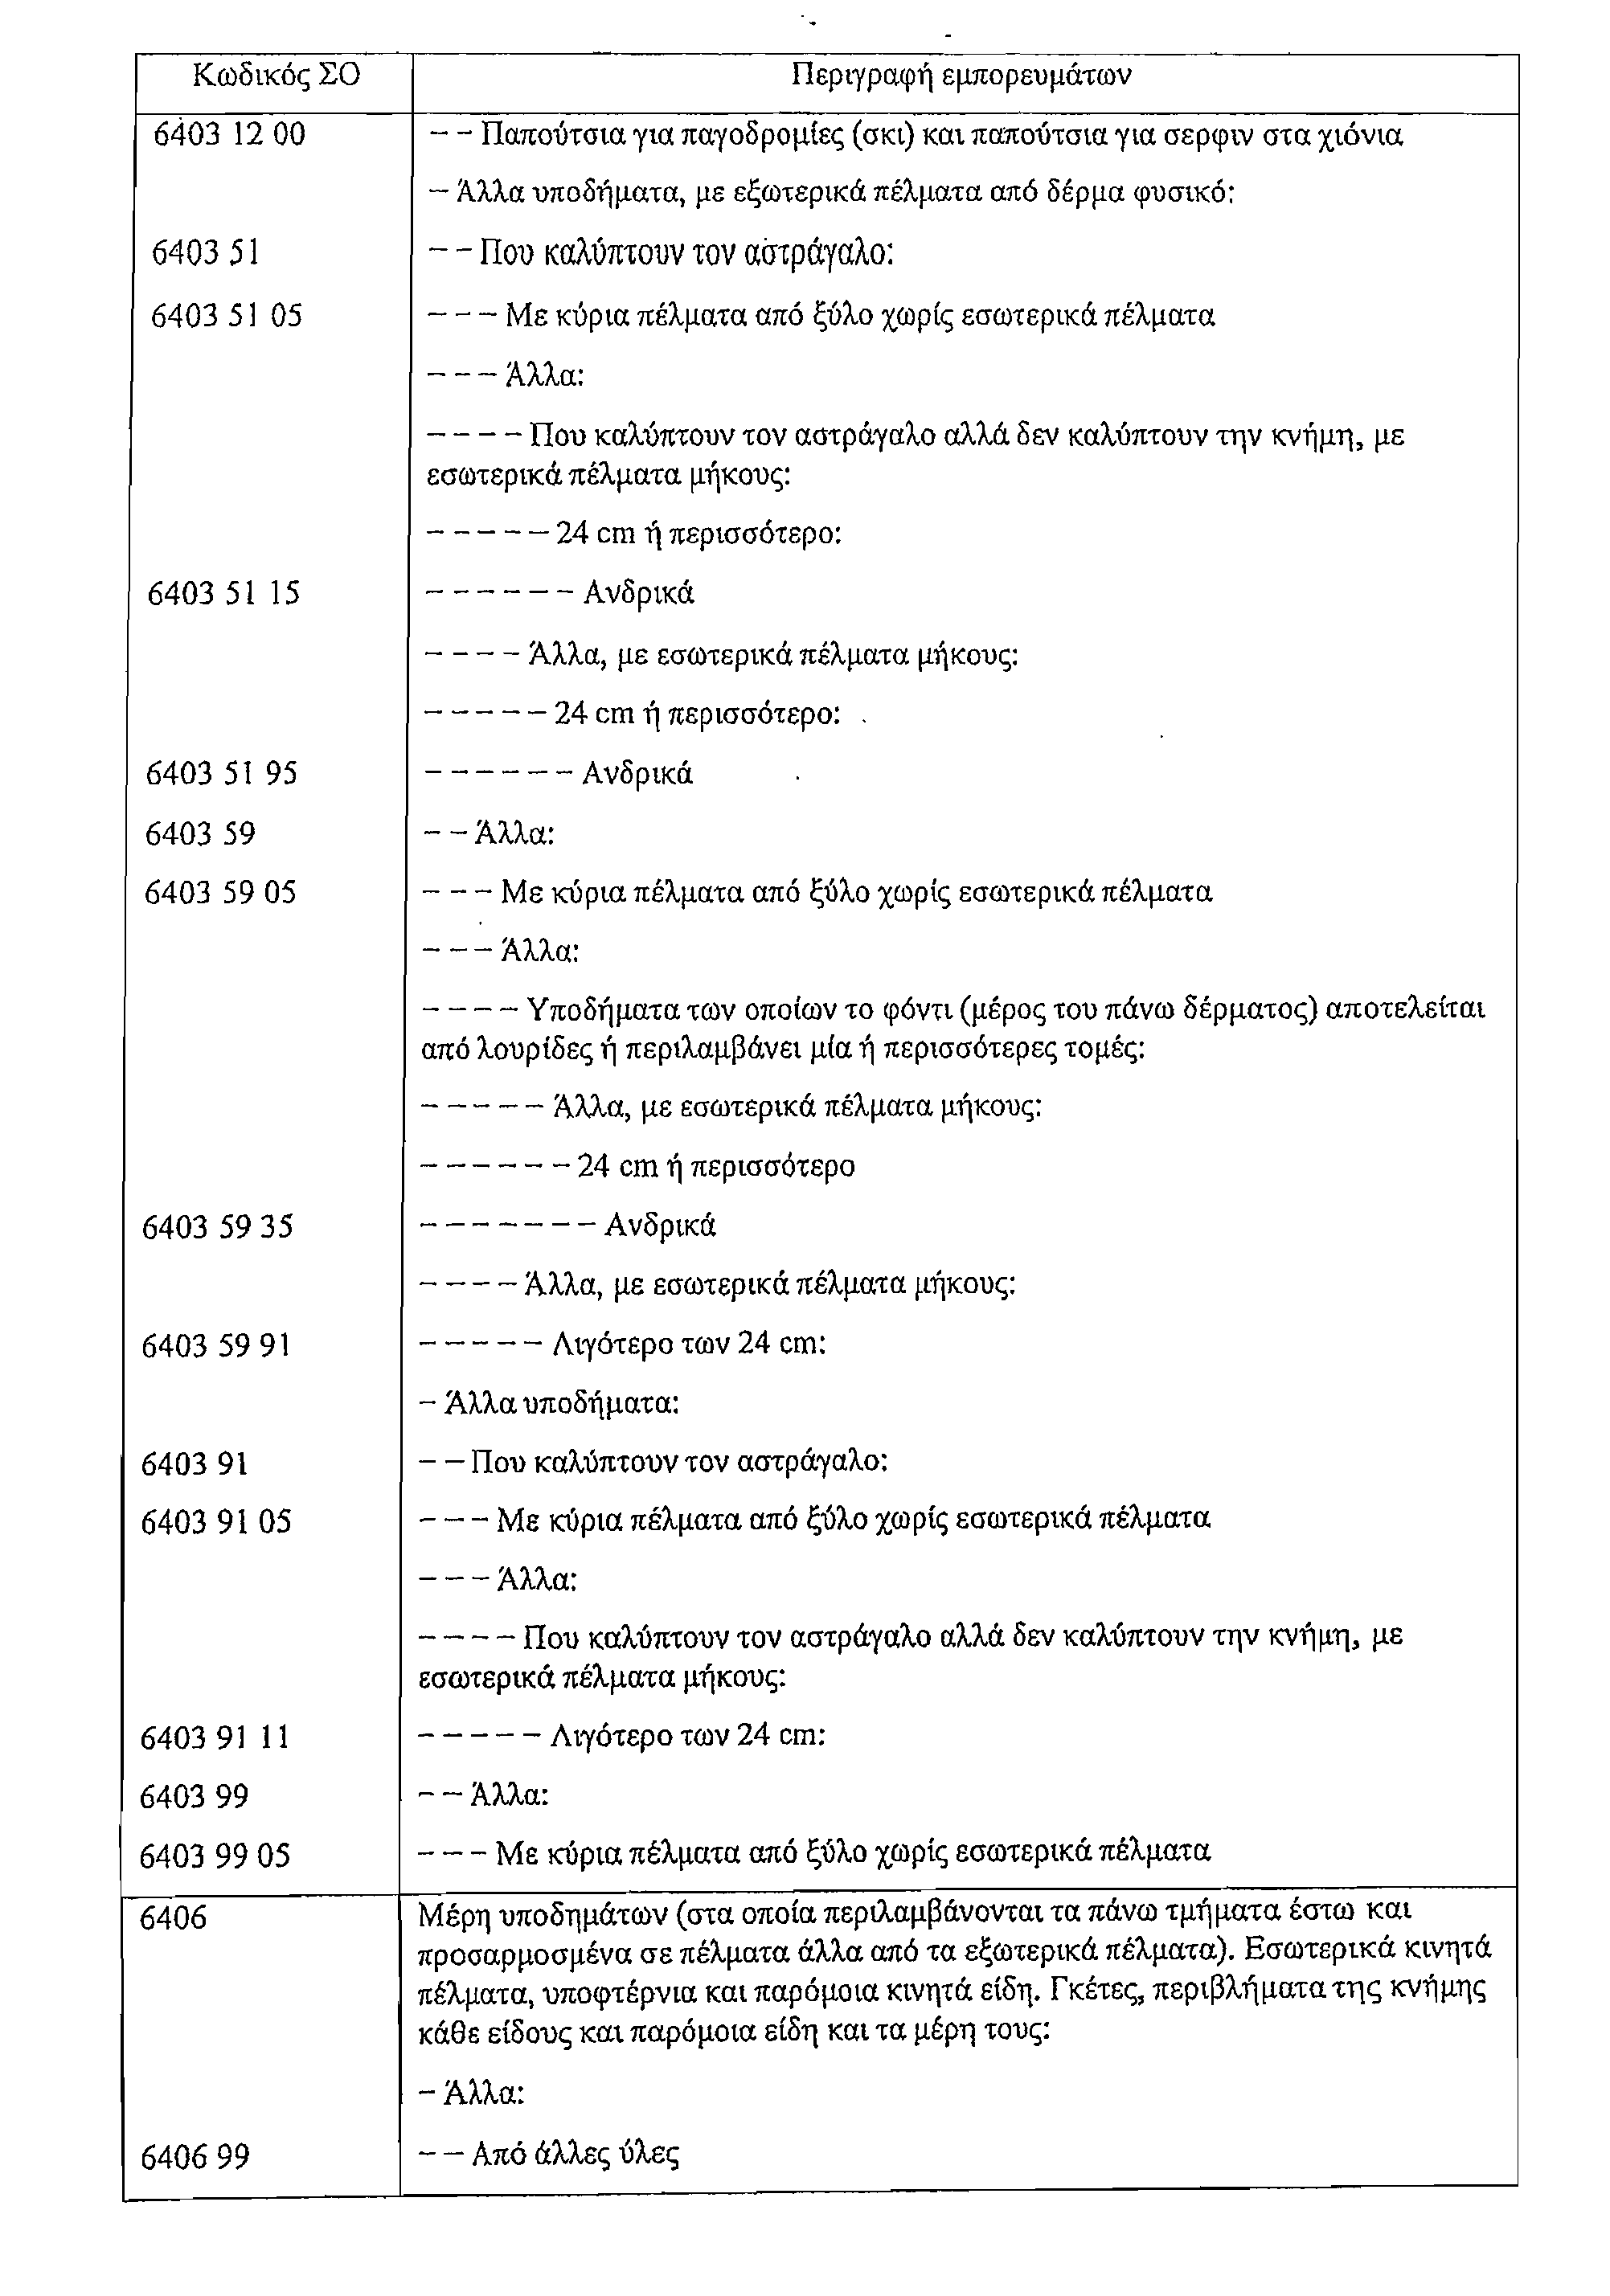 Κωδικός ΣΟ Περιγραφή εμπορευμάτων
6403 12 00 – – Παπούτσια για παγοδρομίες (σκι) και παπούτσια για σερφιν στα χιόνια
– Άλλα υποδήματα, με εξωτερικά πέλματα από δέρμα φυσικό:
6403 51 – – Που καλύπτουν τον αστράγαλο:
6403 51 05 – – – Με κύρια πέλματα από ξύλο χωρίς εσωτερικά πέλματα
– – – Άλλα:
– – – – Που καλύπτουν τον αστράγαλο αλλά δεν καλύπτουν την κνήμη, με
εσωτερικά πέλματα μήκους:
– – – – – 24 cm ή περισσότερο:
6403 51 15 – – – – – – Ανδρικά
– – – – Άλλα, με εσωτερικά πέλματα μήκους:
– – – – – 24 cm ή περισσότερο:
6403 51 95 – – – – – – Ανδρικά
6403 59 – – Άλλα:
6403 59 05 – – – Με κύρια πέλματα από ξύλο χωρίς εσωτερικά πέλματα
– – – Άλλα:
– – – – Υποδήματα των οποίων το φόντι (μέρος του πάνω δέρματος) αποτελείται
από λουρίδες ή περιλαμβάνει μία ή περισσότερες τομές:
– – – – – Άλλα, με εσωτερικά πέλματα μήκους:
– – – – – – 24 cm ή περισσότερο
6403 59 35 – – – – – – – Ανδρικά
– – – – Άλλα, με εσωτερικά πέλματα μήκους:
6403 59 91 – – – – – Λιγότερο των 24 cm:
– Άλλα υποδήματα:
6403 91 – – Που καλύπτουν τον αστράγαλο:
6403 91 05 – – – Με κύρια πέλματα από ξύλο χωρίς εσωτερικά πέλματα
– – – Άλλα:
– – – – Που καλύπτουν τον αστράγαλο αλλά δεν καλύπτουν την κνήμη, με
εσωτερικά πέλματα μήκους:
6403 91 11 – – – – – Λιγότερο των 24 cm:
6403 99 – – Άλλα:
6403 99 05 – – – Με κύρια πέλματα από ξύλο χωρίς εσωτερικά πέλματα
6406 Μέρη υποδημάτων (στα οποία περιλαμβάνονται τα πάνω τμήματα έστω και
προσαρμοσμένα σε πέλματα άλλα από τα εξωτερικά πέλματα). Εσωτερικά κινητά
πέλματα, υποφτέρνια και παρόμοια κινητά είδη. Γκέτες, περιβλήματα της κνήμης
κάθε είδους και παρόμοια είδη και τα μέρη τους:
– Άλλα:
6406 99 – – Από άλλες ύλες